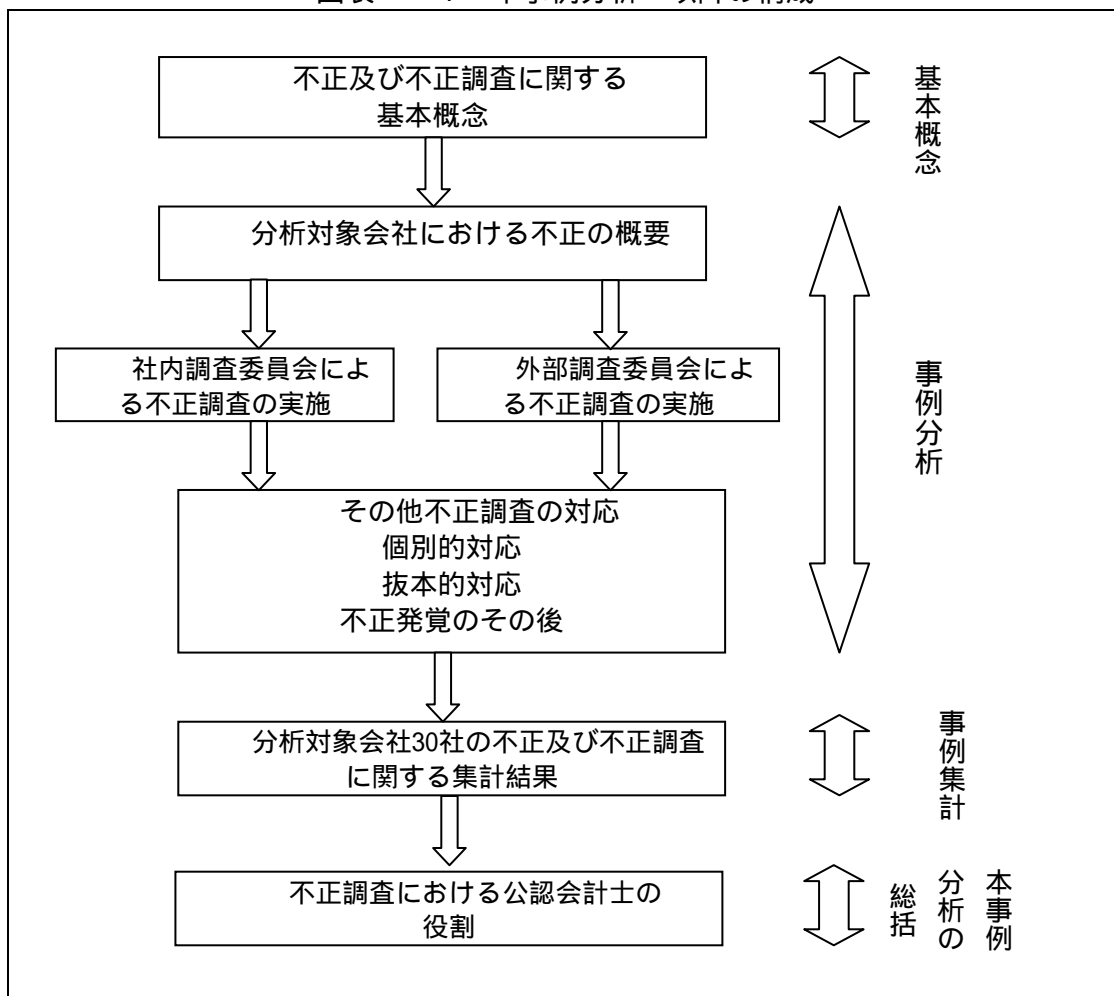 不正及び不正調査に関する
基本概念
基本概念
分析対象会社における不正の概要
社内調査委員会によ
る不正調査の実施
外部調査委員会によ
る不正調査の実施
事例分析
その他不正調査の対応
個別的対応
抜本的対応
不正発覚のその後
分析対象会社30社の不正及び不正調査
に関する集計結果
事例集計
不正調査における公認会計士の
役割
本事例
分析の
総括